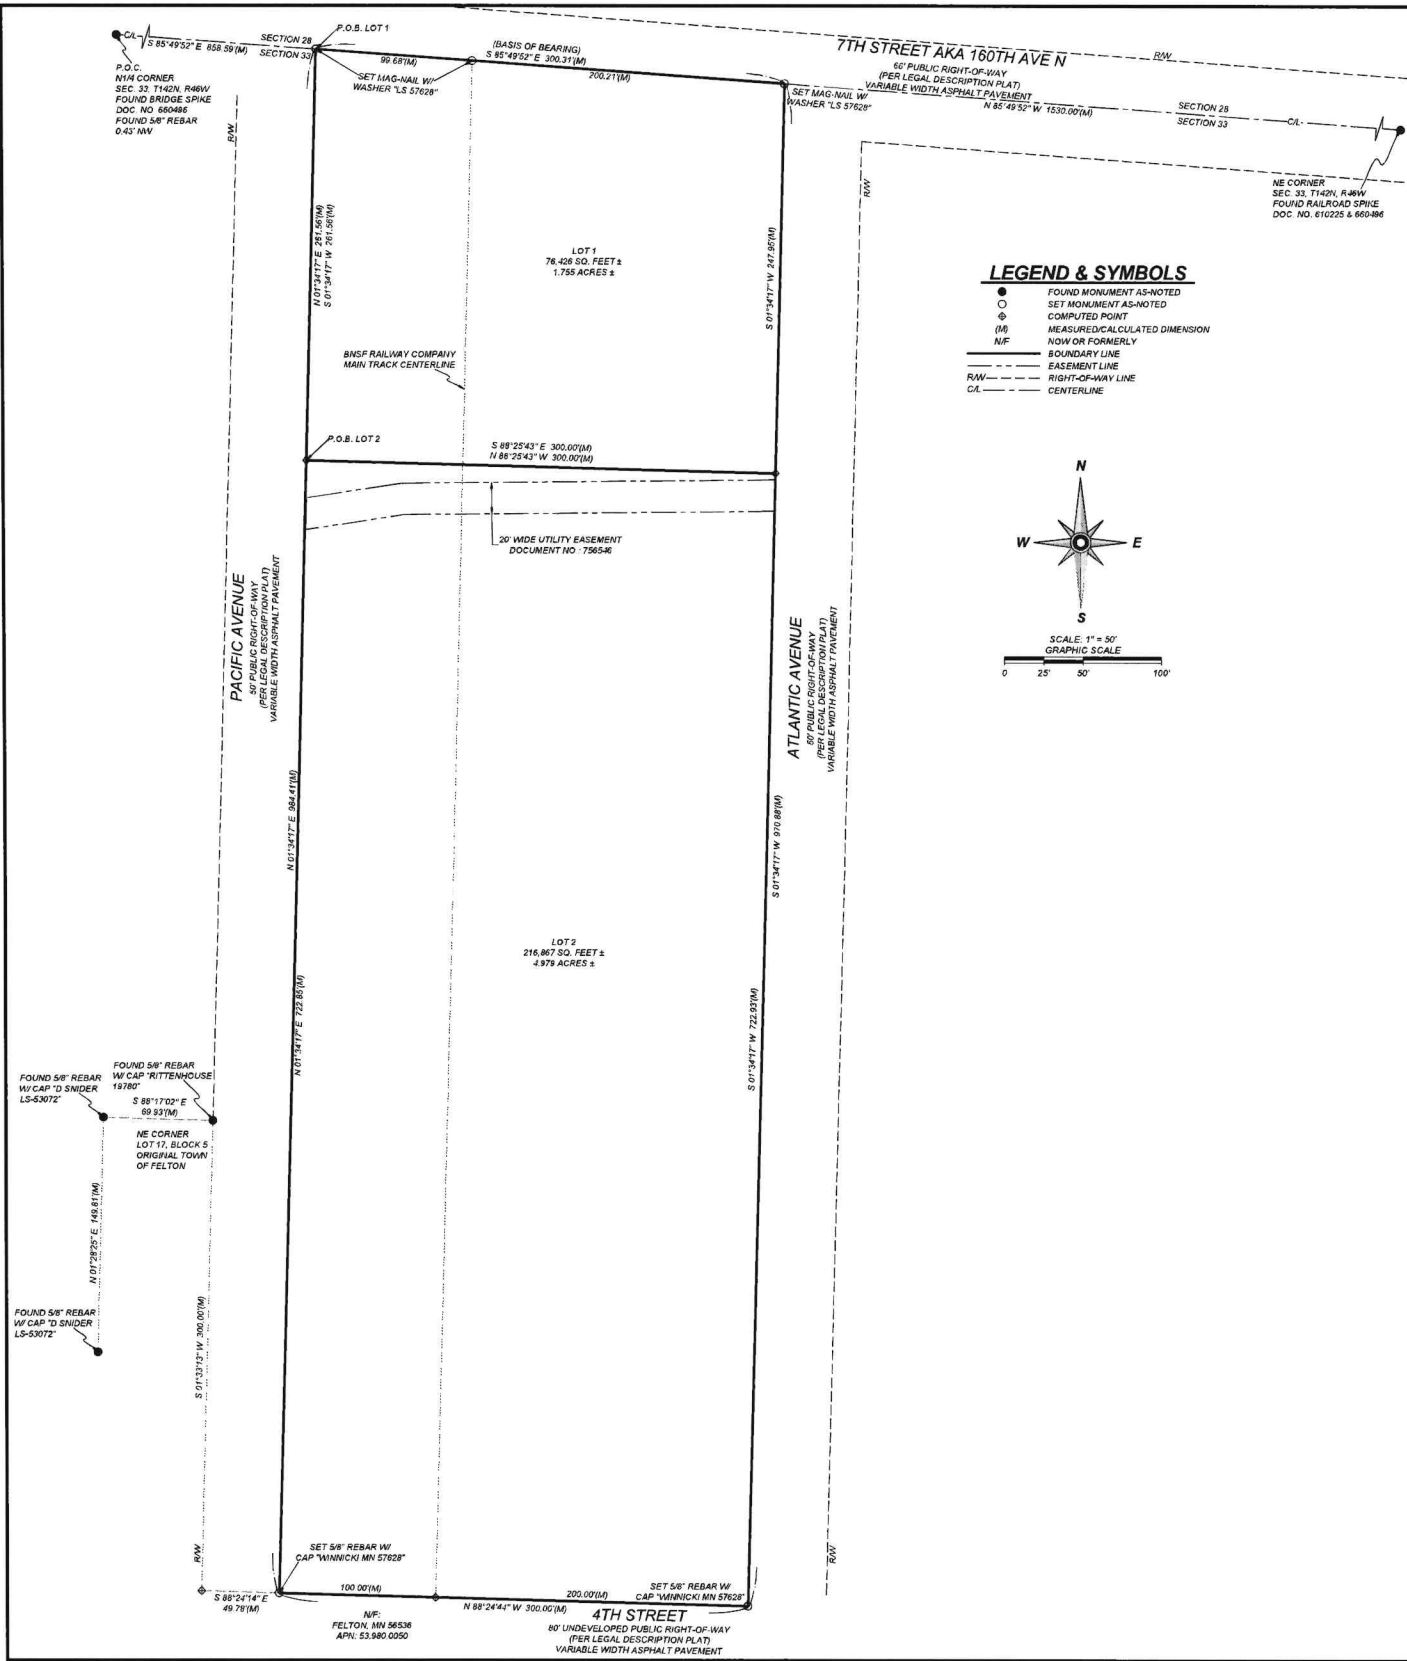 C/L
S 85°49'52" E 858.59'(M)
SECTION 28
SECTION 33
P.O.B. LOT 1
P.O.C.
N1/4 CORNER
SEC. 33, T142N, R46W
FOUND BRIDGE SPIKE
DOC. NO. 660496
FOUND 5/8" REBAR
0.43' NW
99.68'(M)
(BASIS OF BEARING)
S 85°49'52" E 300.31'(M)
200.21'(M)
SET MAG-NAIL W/
WASHER "LS 57628"
7TH STREET AKA 160TH AVE N
66' PUBLIC RIGHT-OF-WAY
(PER LEGAL DESCRIPTION PLAT)
VARIABLE WIDTH ASPHALT PAVEMENT
R/W
SET MAG-NAIL W/
WASHER "LS 57628"
N 85°49'52" W 1530.00'(M)
SECTION 28
SECTION 33
C/L
NE CORNER
SEC. 33, T142N, R46W
FOUND RAILROAD SPIKE
DOC. NO. 610225 & 660496
R/W
R/W
N 01°34'17" E 261.56'(M)
S 01°34'17" W 261.56'(M)
LOT 1
76,426 SQ. FEET ±
1.755 ACRES ±
S 01°34'17" W 247.95'(M)
BNSF RAILWAY COMPANY
MAIN TRACK CENTERLINE
LEGEND & SYMBOLS
FOUND MONUMENT AS-NOTED
SET MONUMENT AS-NOTED
COMPUTED POINT
(M) MEASURED/CALCULATED DIMENSION
N/F NOW OR FORMERLY
BOUNDARY LINE
EASEMENT LINE
R/W RIGHT-OF-WAY LINE
C/L CENTERLINE
P.O.B. LOT 2
S 88°25'43" E 300.00'(M)
N 88°25'43" W 300.00'(M)
20' WIDE UTILITY EASEMENT
DOCUMENT NO.: 756546
N
W
E
S
SCALE: 1" = 50'
GRAPHIC SCALE
0 25' 50' 100'
PACIFIC AVENUE
50' PUBLIC RIGHT-OF-WAY
(PER LEGAL DESCRIPTION PLAT)
VARIABLE WIDTH ASPHALT PAVEMENT
ATLANTIC AVENUE
50' PUBLIC RIGHT-OF-WAY
(PER LEGAL DESCRIPTION PLAT)
VARIABLE WIDTH ASPHALT PAVEMENT
N 01°34'17" E 984.41'(M)
S 01°34'17" W 970.88'(M)
LOT 2
216,867 SQ. FEET ±
4.979 ACRES ±
N 01°34'17" E 722.85'(M)
S 01°34'17" W 722.93'(M)
FOUND 5/8" REBAR
W/ CAP "D SNIDER
LS-53072"
FOUND 5/8" REBAR
W/ CAP "RITTENHOUSE
19780"
S 88°17'02" E
69.93'(M)
NE CORNER
LOT 17, BLOCK 5
ORIGINAL TOWN
OF FELTON
N 01°28'25" E 149.81'(M)
FOUND 5/8" REBAR
W/ CAP "D SNIDER
LS-53072"
S 01°33'13" W 300.00'(M)
R/W
R/W
S 88°24'14" E
49.78'(M)
SET 5/8" REBAR W/
CAP "WINNICKI MN 57628"
100.00'(M)
N/F:
FELTON, MN 56536
APN: 53.980.0050
N 88°24'44" W 300.00'(M)
200.00'(M)
SET 5/8" REBAR W/
CAP "WINNICKI MN 57628"
4TH STREET
80' UNDEVELOPED PUBLIC RIGHT-OF-WAY
(PER LEGAL DESCRIPTION PLAT)
VARIABLE WIDTH ASPHALT PAVEMENT